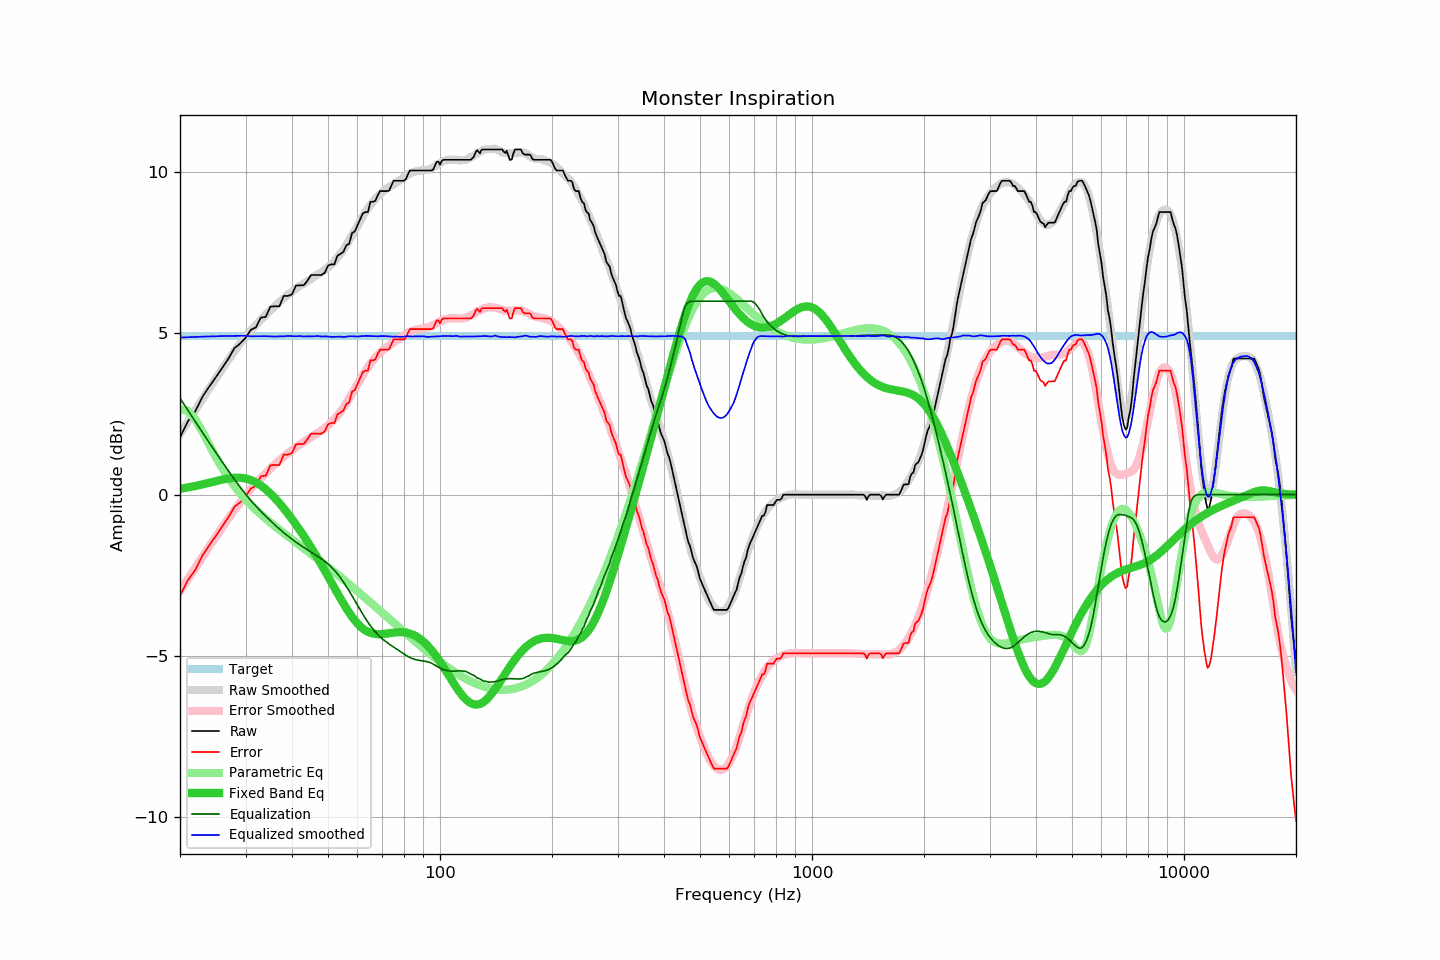 Monster Inspiration
10
5
0
−5
−10
Amplitude (dBr)
Target
Raw Smoothed
Error Smoothed
Raw
Error
Parametric Eq
Fixed Band Eq
Equalization
Equalized smoothed
100
1000
10000
Frequency (Hz)